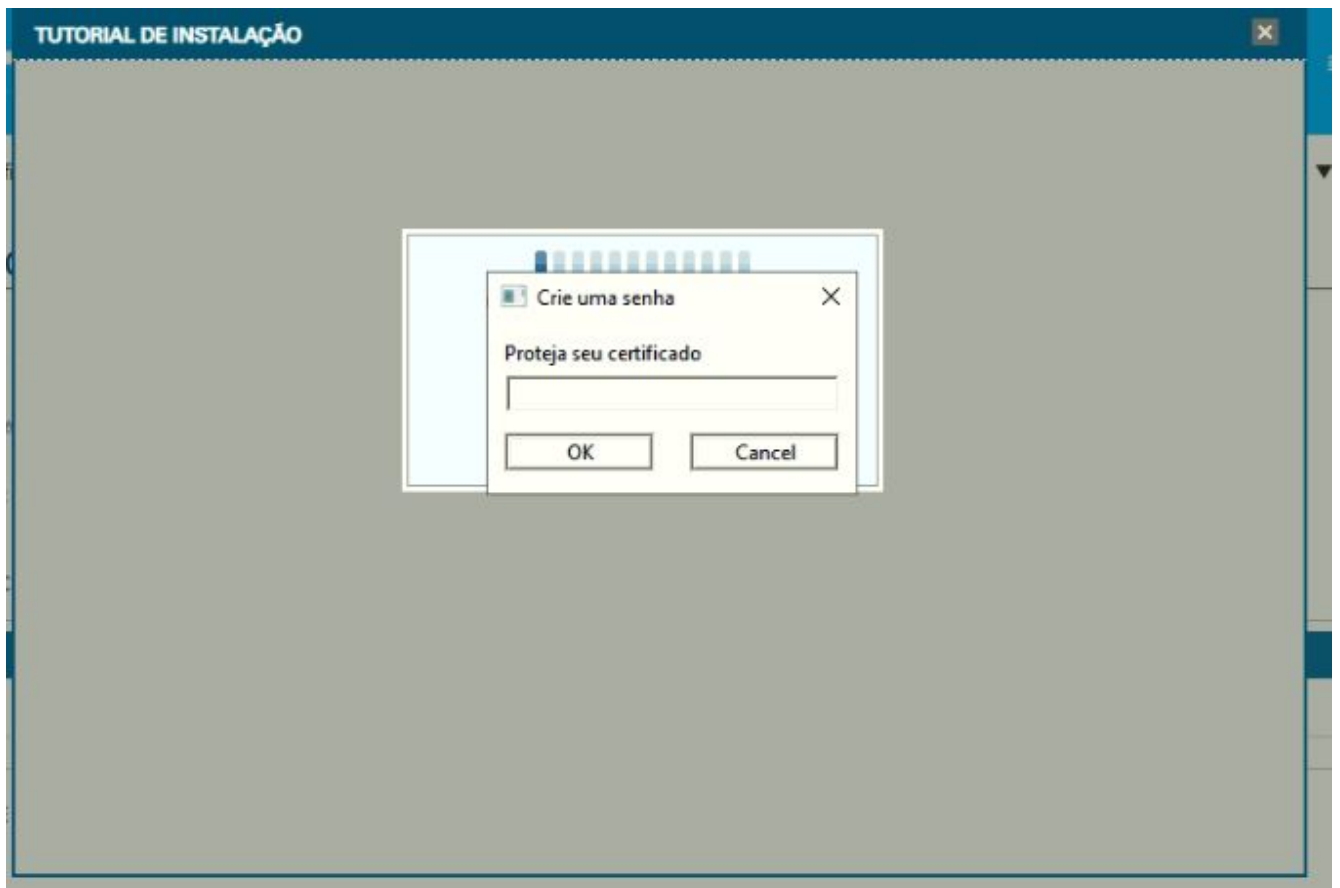 TUTORIAL DE INSTALAÇÃO
Crie uma senha
Proteja seu certificado
OK
Cancel